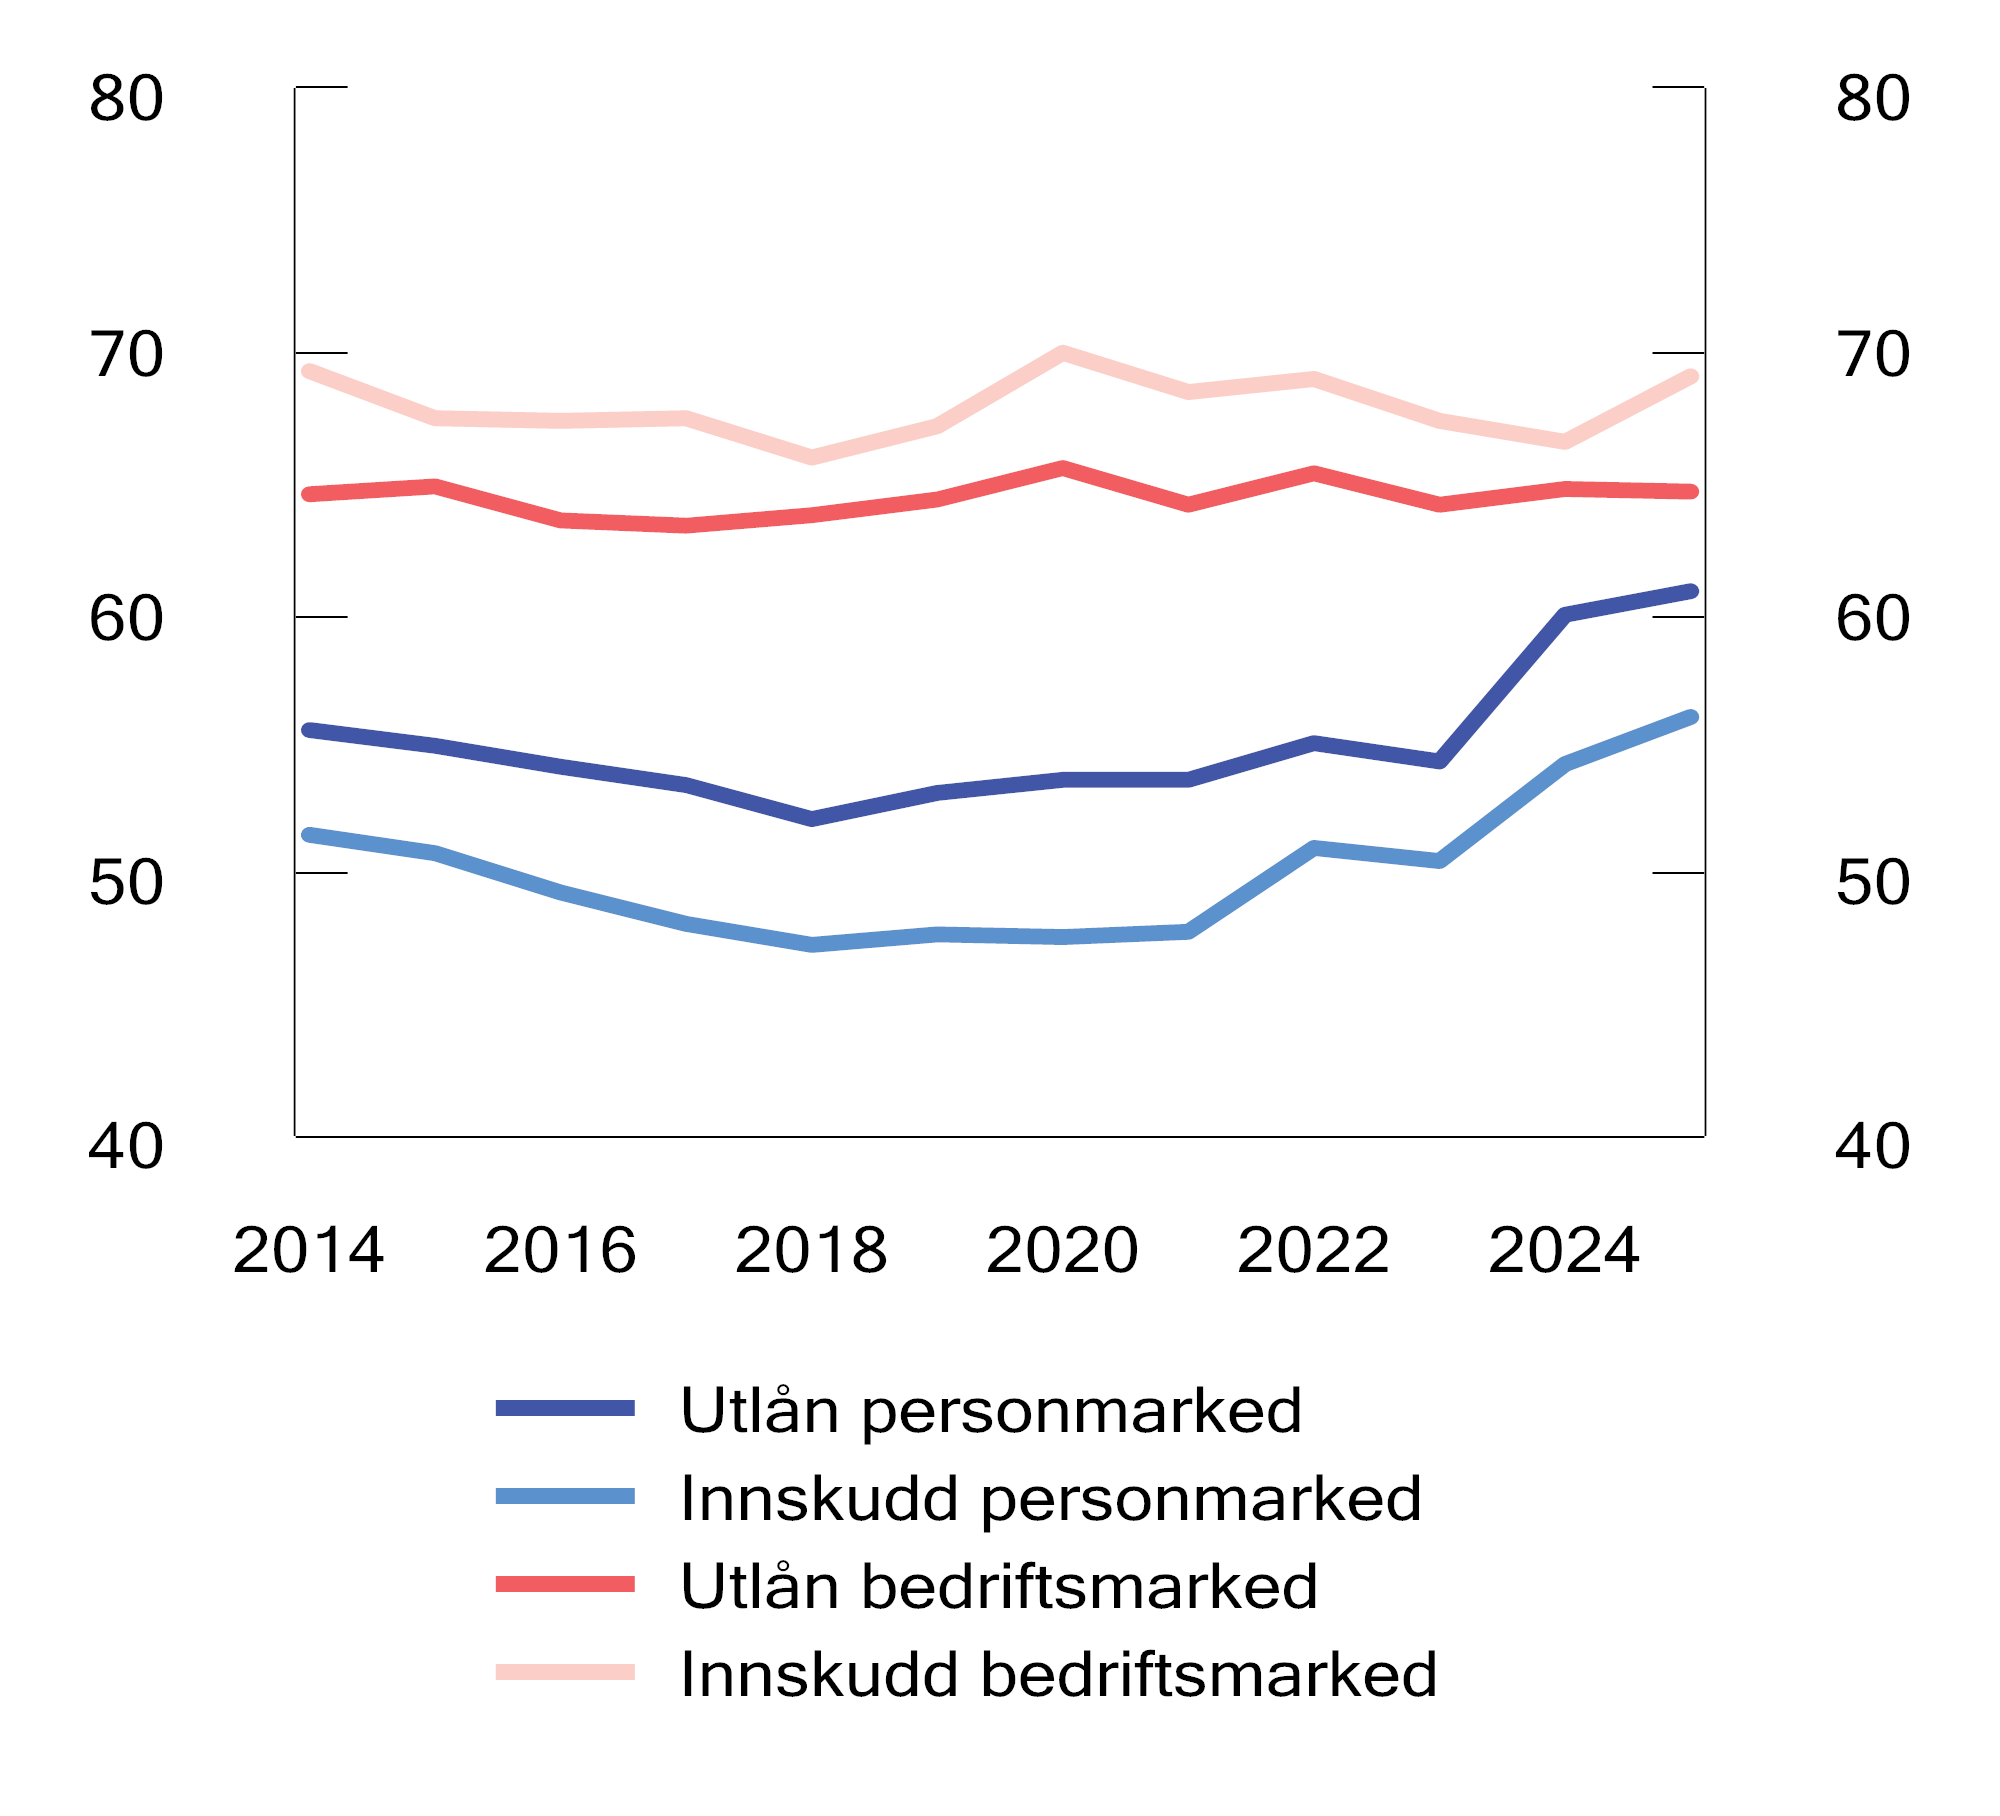 80 80
70 70
60 60
50 50
40 40
2014 2016 2018 2020 2022 2024
Utlån personmarked
Innskudd personmarked
Utlån bedriftsmarked
Innskudd bedriftsmarked